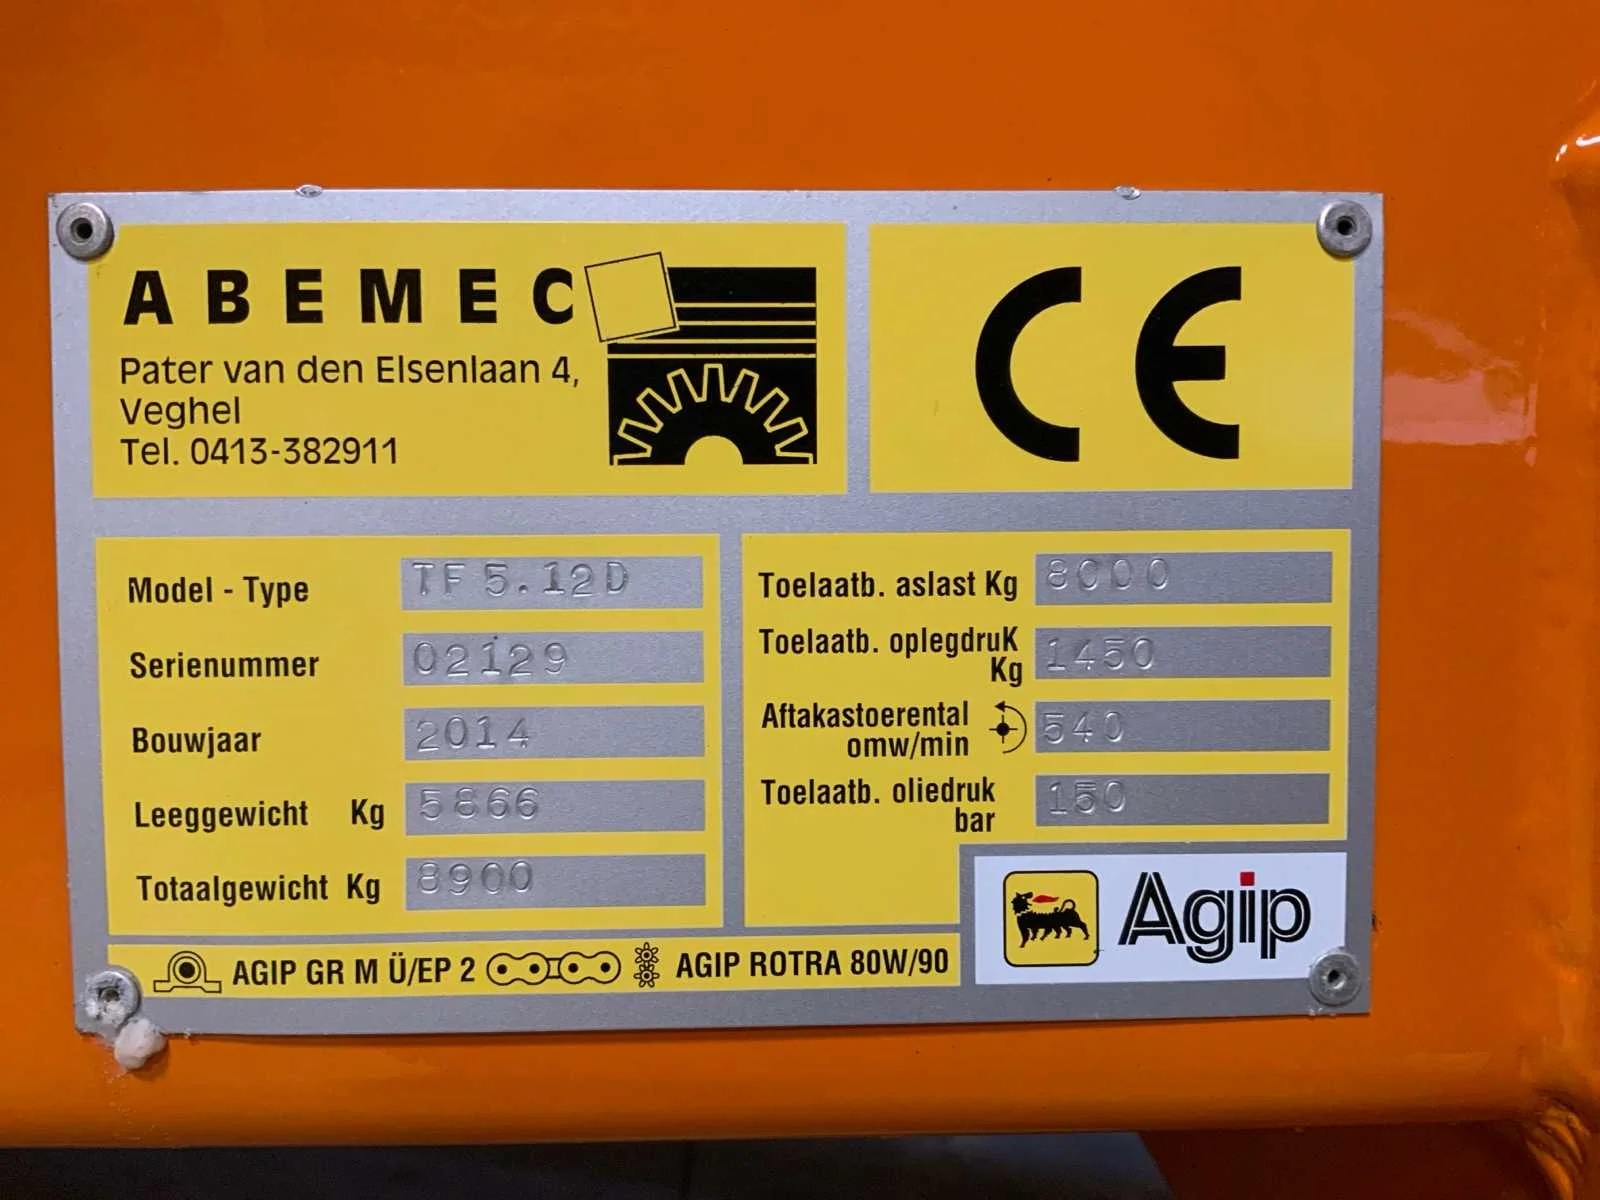 ABEMEC
Pater van den Elsenlaan 4,
Veghel
Tel. 0413-382911
CE
Model - Type TF 5.12D
Serienummer 02129
Bouwjaar 2014
Leeggewicht Kg 5866
Totaalgewicht Kg 8900
Toelaatb. aslast Kg 8000
Toelaatb. oplegdruK
Kg 1450
Aftakastoerental
omw/min 540
Toelaatb. oliedruk
bar 150
AGIP GR M Ü/EP 2 AGIP ROTRA 80W/90
Agip